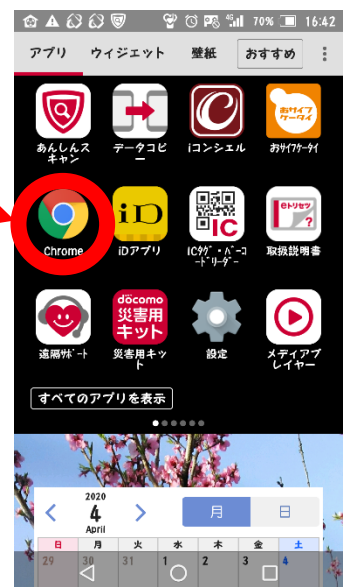 4G 70% 16:42
アプリ ウィジェット 壁紙 おすすめ
あんしんス
キャン
データコピ
ー
iコンシェル
おサイフケータイ
おサイフケータイ
Chrome
iD
iDアプリ
IC
ICタグ・バーコ
ードリーダー
eトリセツ
?
取扱説明書
遠隔サポート
döcomo
災害用
キット
災害用キッ
ト
設定
メディアプ
レイヤー
すべてのアプリを表示
2020
4
April
月 日
日 月 火 水 木 金 土
29 30 31 1 2 3 4